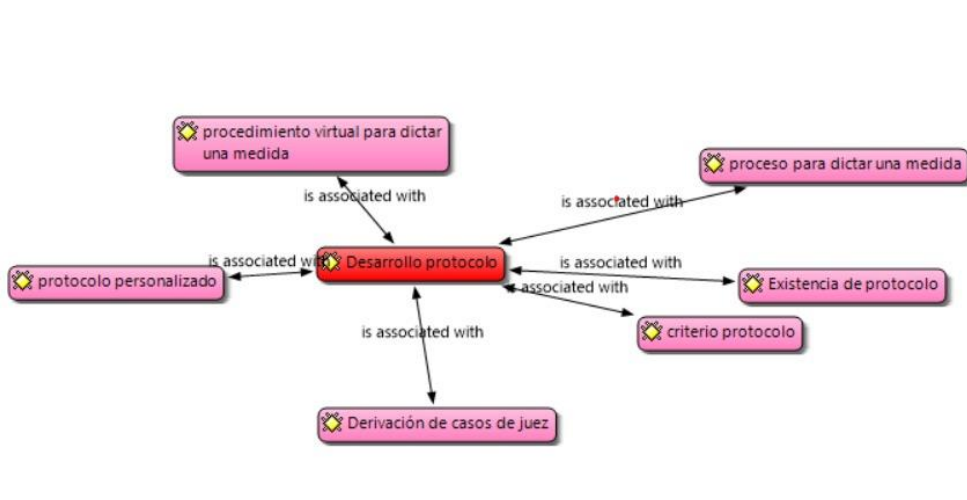 procedimiento virtual para dictar
una medida
proceso para dictar una medida
is associated with
is associated with
is associated with
Desarrollo protocolo
is associated with
protocolo personalizado
Existencia de protocolo
is associated with
is associated with
criterio protocolo
Derivación de casos de juez